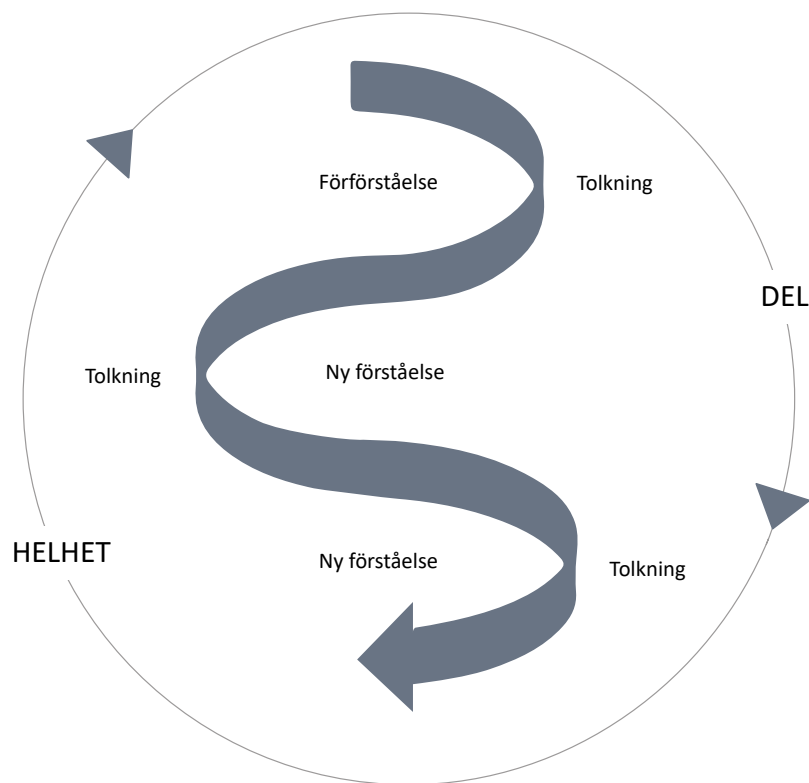 Förförståelse
Tolkning
DEL
Tolkning
Ny förståelse
HELHET
Ny förståelse
Tolkning